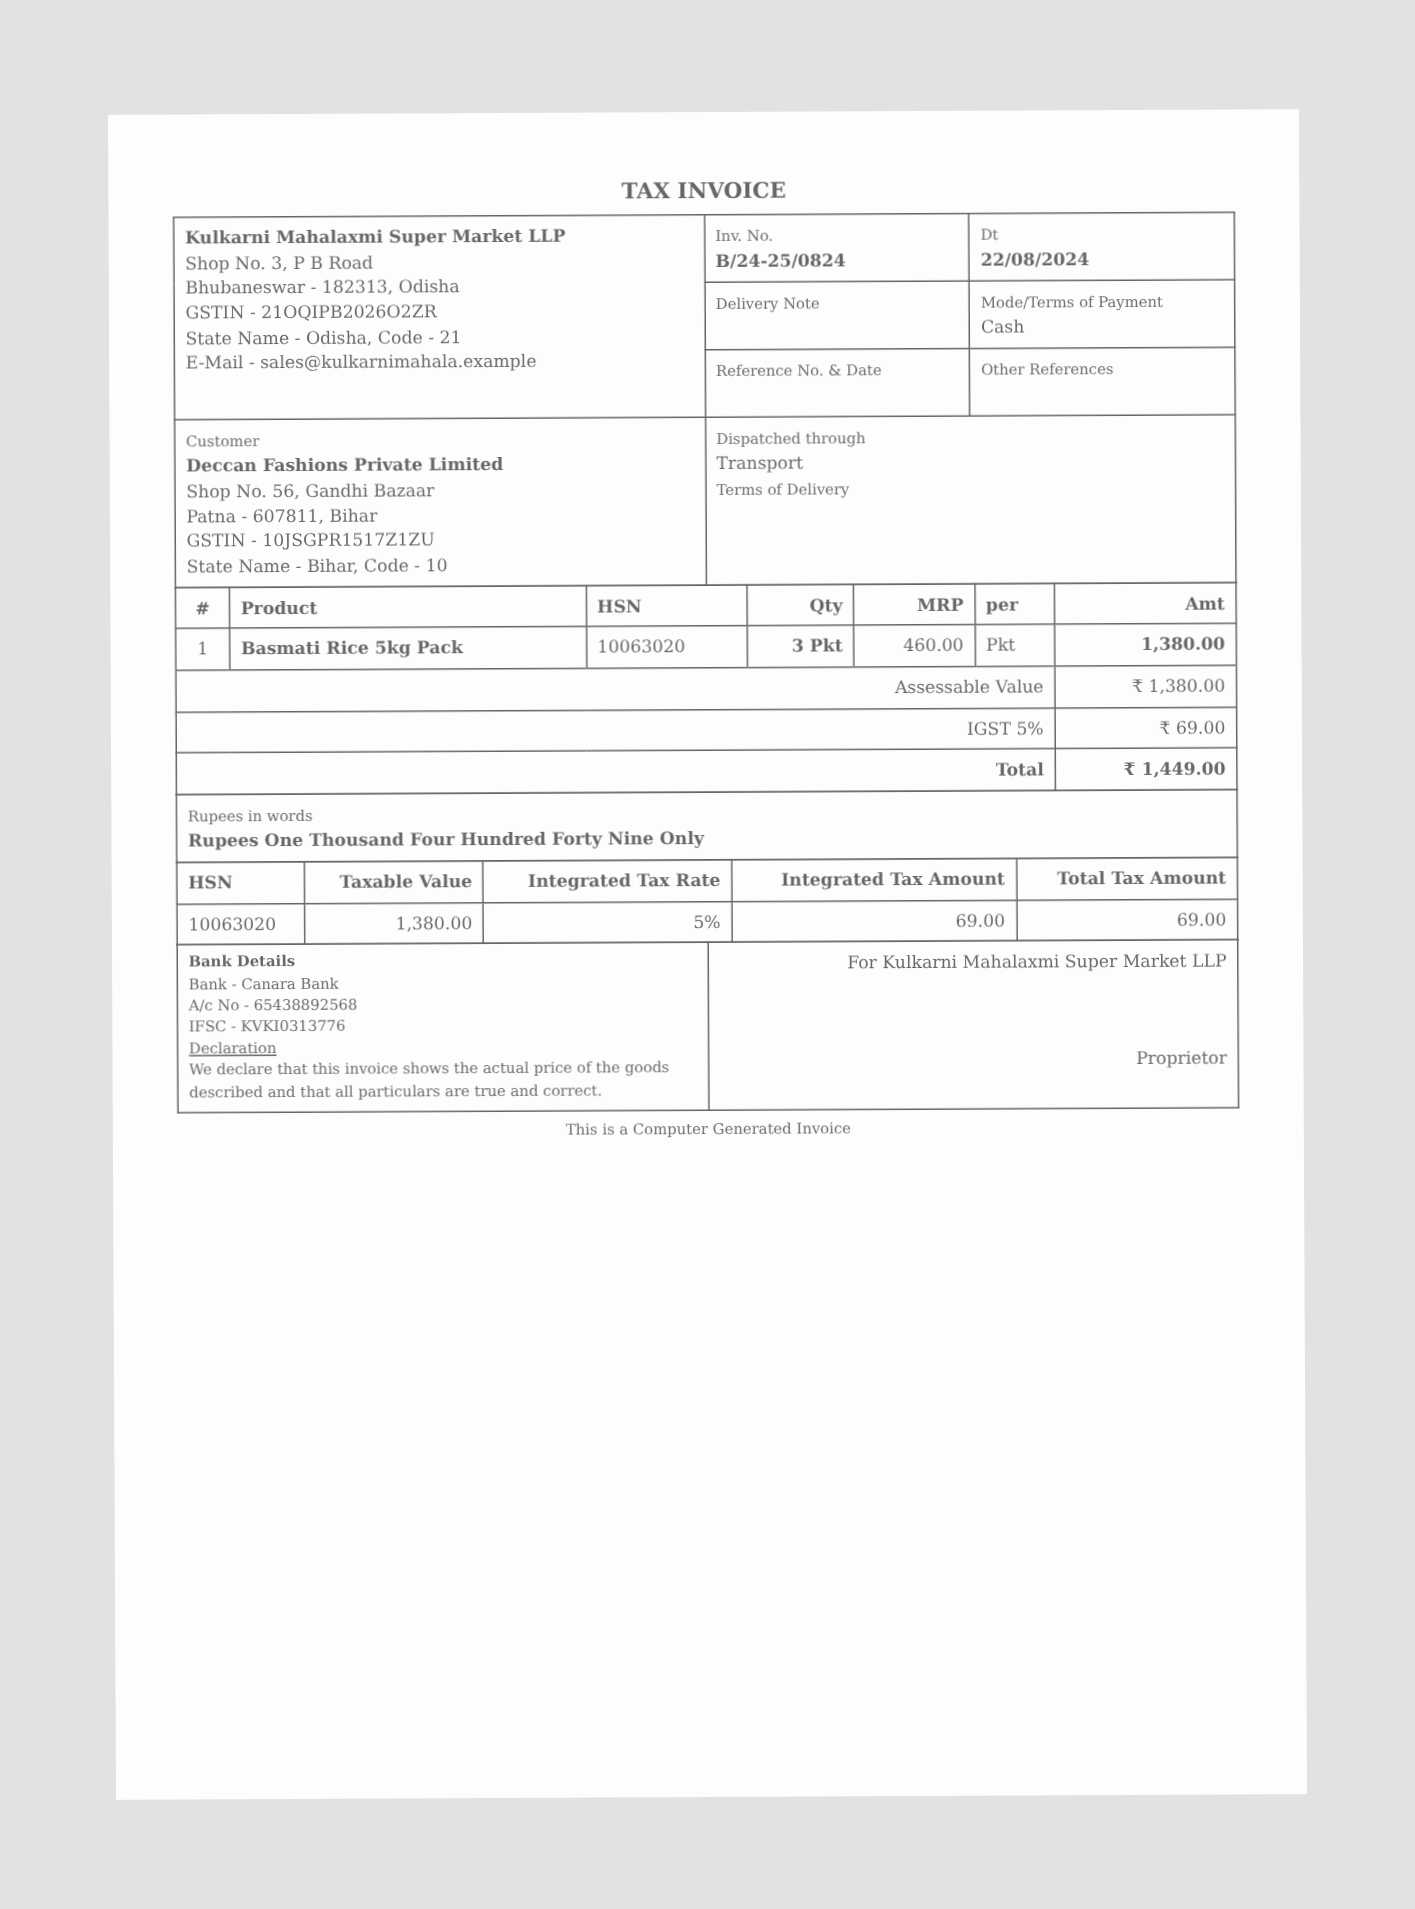 TAX INVOICE
Kulkarni Mahalaxmi Super Market LLP
Shop No. 3, P B Road
Bhubaneswar - 182313, Odisha
GSTIN - 21OQIPB2026O2ZR
State Name - Odisha, Code - 21
E-Mail - sales@kulkarnimahala.example
Inv. No.
B/24-25/0824
Dt
22/08/2024
Delivery Note
Mode/Terms of Payment
Cash
Reference No. & Date
Other References
Customer
Deccan Fashions Private Limited
Shop No. 56, Gandhi Bazaar
Patna - 607811, Bihar
GSTIN - 10JSGPR1517Z1ZU
State Name - Bihar, Code - 10
Dispatched through
Transport
Terms of Delivery
# Product HSN Qty MRP per Amt
1 Basmati Rice 5kg Pack 10063020 3 Pkt 460.00 Pkt 1,380.00
Assessable Value ₹ 1,380.00
IGST 5% ₹ 69.00
Total ₹ 1,449.00
Rupees in words
Rupees One Thousand Four Hundred Forty Nine Only
HSN Taxable Value Integrated Tax Rate Integrated Tax Amount Total Tax Amount
10063020 1,380.00 5% 69.00 69.00
Bank Details
Bank - Canara Bank
A/c No - 65438892568
IFSC - KVKI0313776
Declaration
We declare that this invoice shows the actual price of the goods
described and that all particulars are true and correct.
For Kulkarni Mahalaxmi Super Market LLP
Proprietor
This is a Computer Generated Invoice